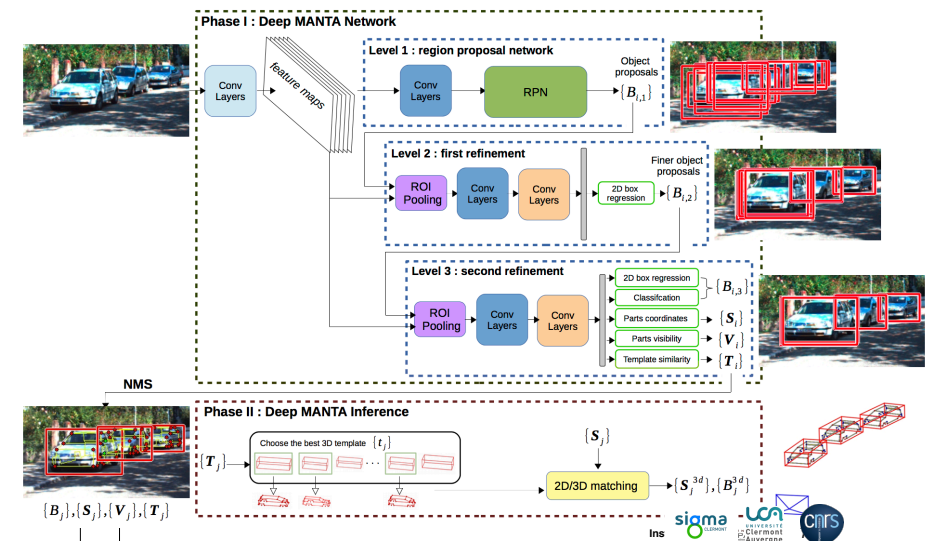 Phase I : Deep MANTA Network
Level 1 : region proposal network
Conv
Layers
feature maps
Conv
Layers
RPN
Object
proposals
{B_{i,1}}
Level 2 : first refinement
ROI
Pooling
Conv
Layers
Conv
Layers
2D box
regression
Finer object
proposals
{B_{i,2}}
Level 3 : second refinement
ROI
Pooling
Conv
Layers
Conv
Layers
2D box regression
Classifcation
{B_{i,3}}
Parts coordinates
{S_i}
Parts visibility
{V_i}
Template similarity
{T_i}
NMS
Phase II : Deep MANTA Inference
Choose the best 3D template {t_j}
{T_j}
...
{S_j}
2D/3D matching
{S_j^{3d}},{B_j^{3d}}
{B_j},{S_j},{V_j},{T_j}
Ins
sigma
CLERMONT
UCA
UNIVERSITÉ
Clermont
Auvergne
cnrs